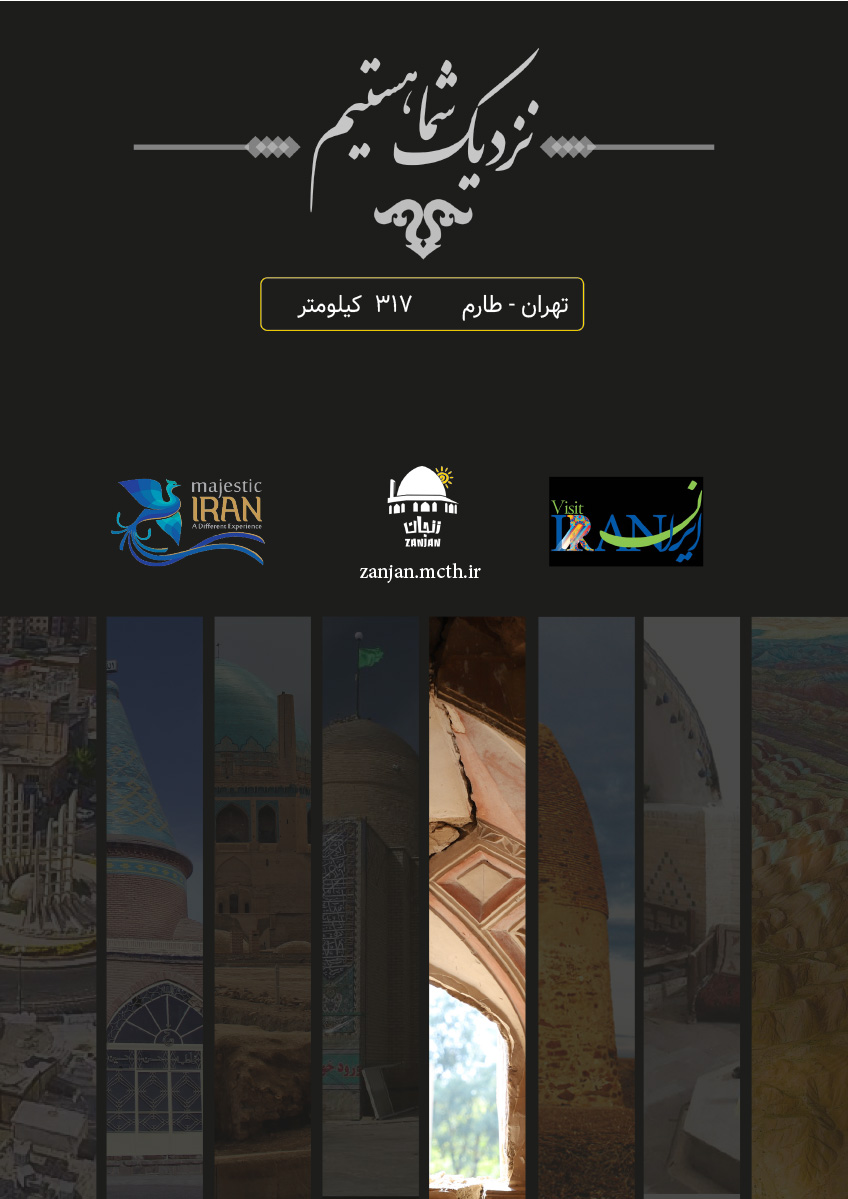 نزدیک شما هستیم
تهران - طارم ۳۱۷ کیلومتر
majestic
IRAN
A Different Experience
زنجان
ZANJAN
zanjan.mcth.ir
Visit
IRAN ایران
ورود